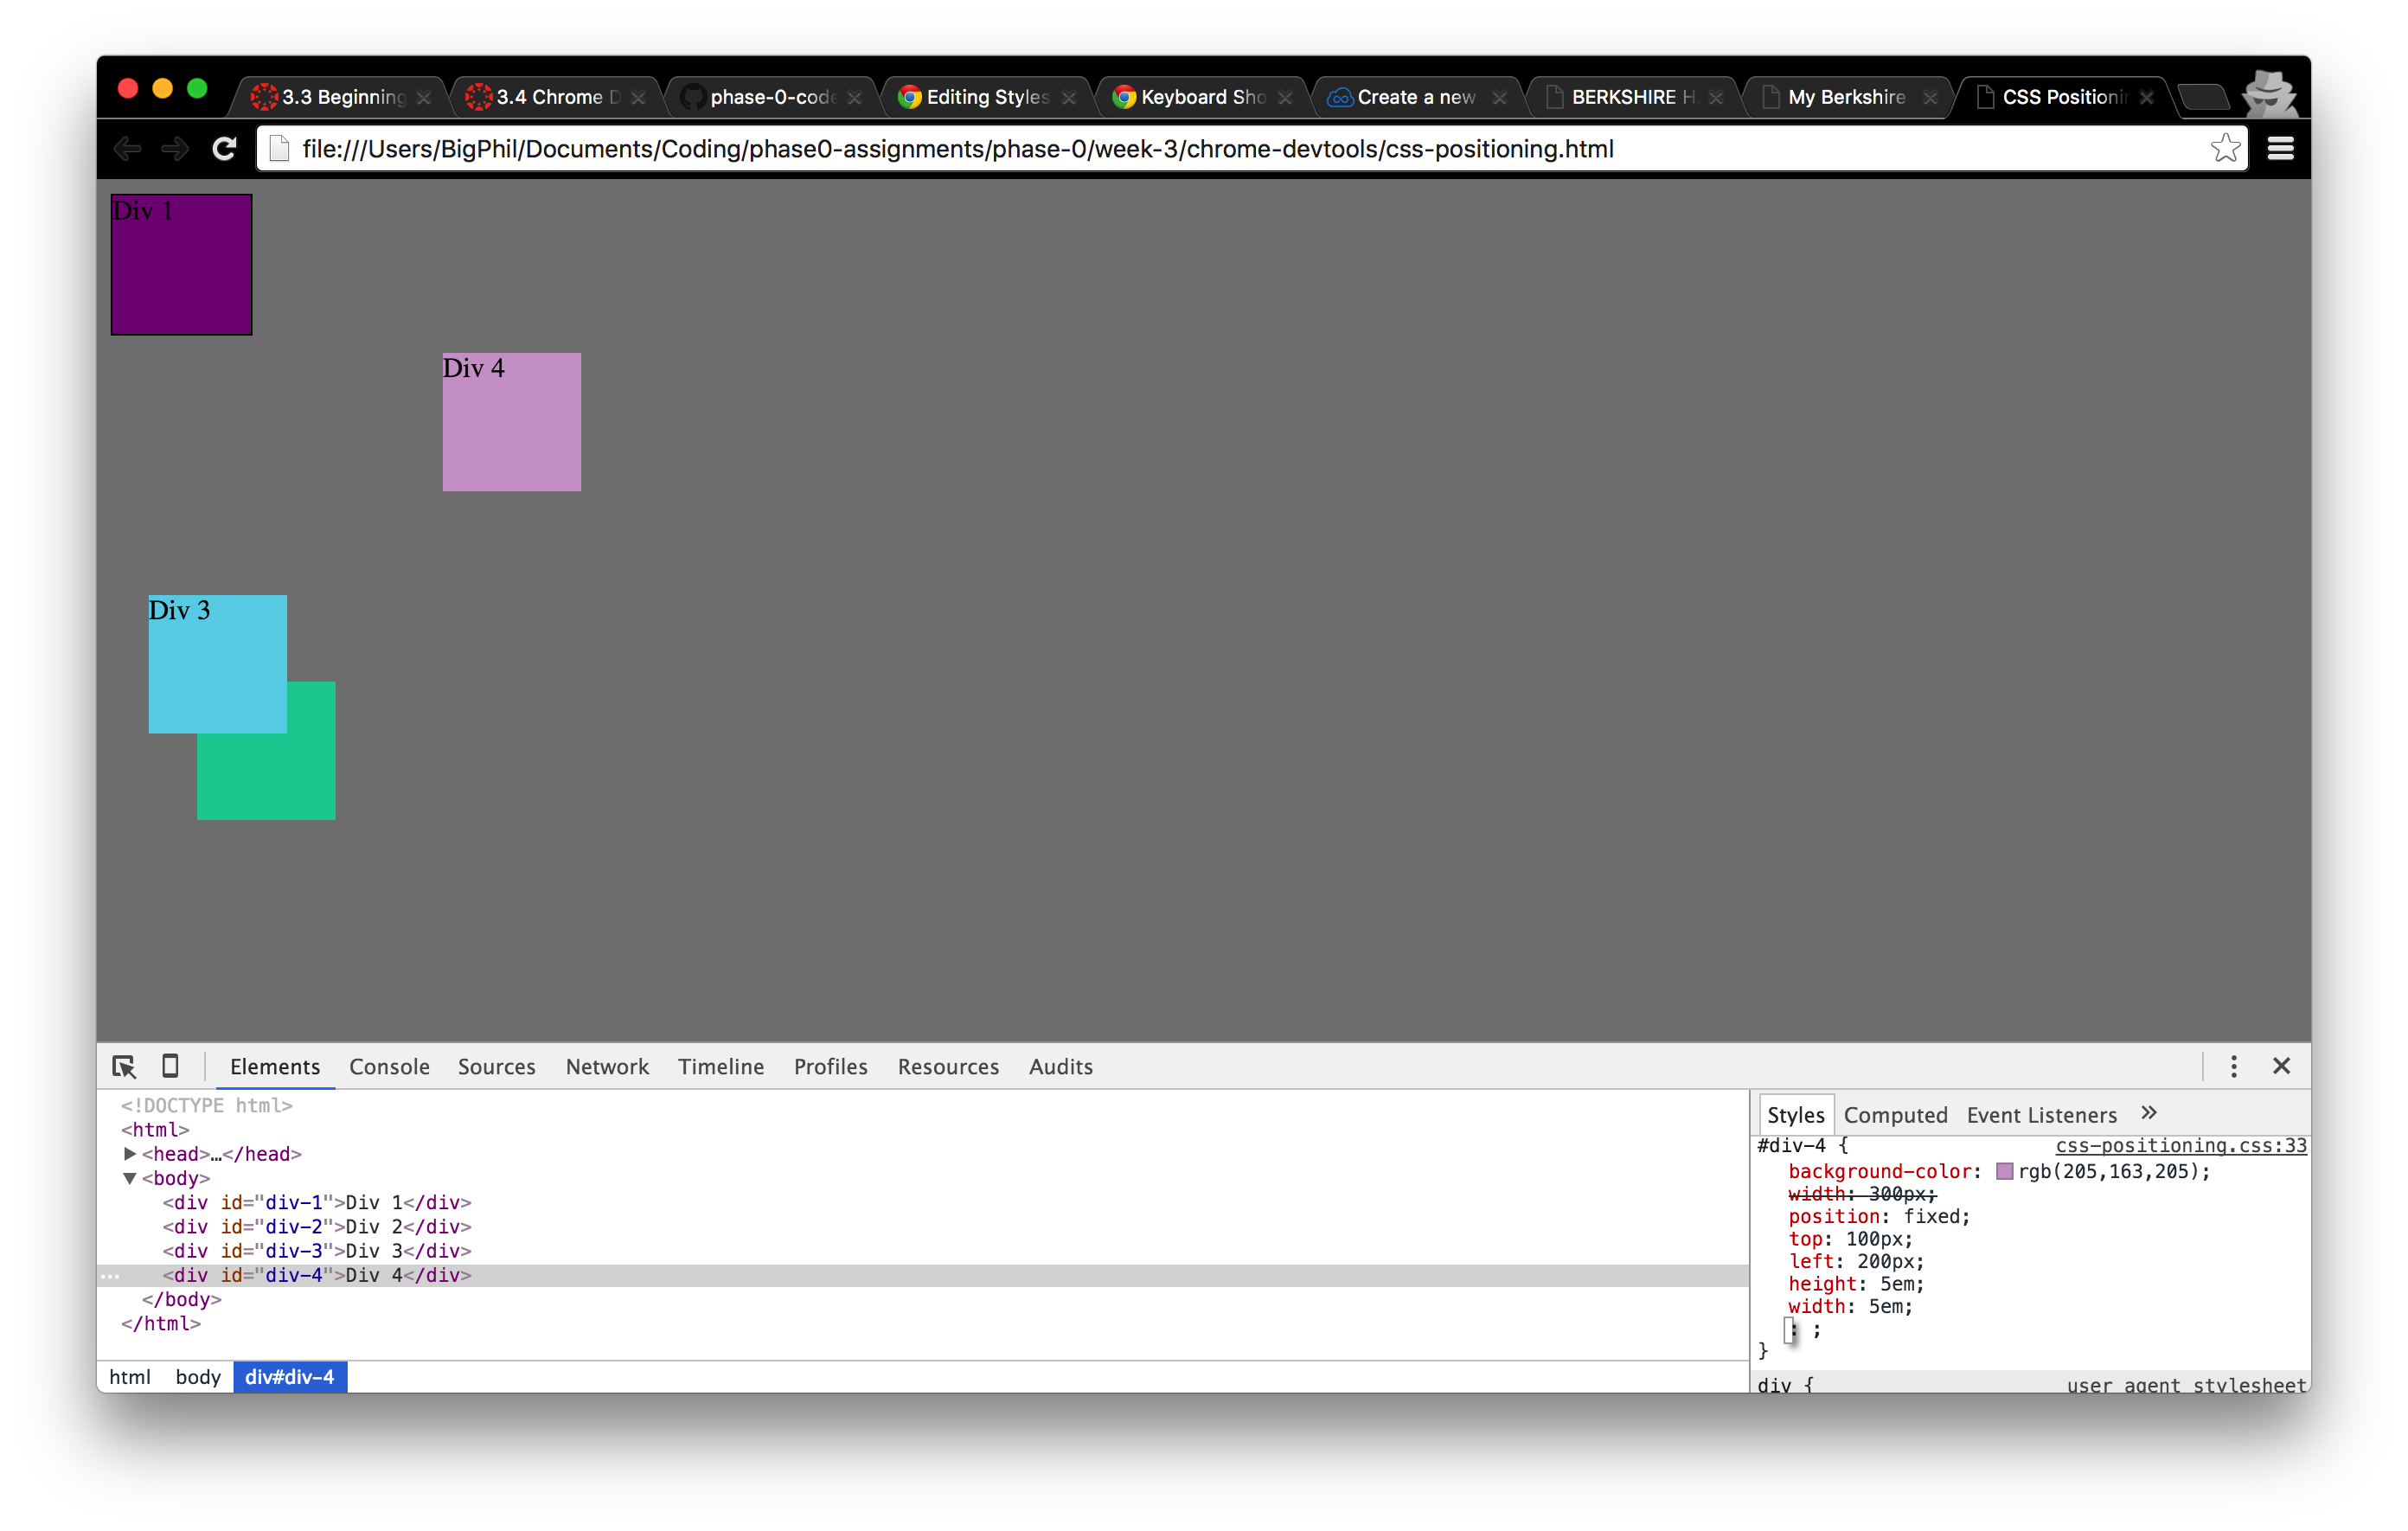 3.3 Beginning
3.4 Chrome D
phase-0-code
Editing Styles
Keyboard Sho
Create a new
BERKSHIRE H
My Berkshire
CSS Positionin
file:///Users/BigPhil/Documents/Coding/phase0-assignments/phase-0/week-3/chrome-devtools/css-positioning.html
Div 1
Div 4
Div 3
Elements Console Sources Network Timeline Profiles Resources Audits
<!DOCTYPE html>
<html>
<head>…</head>
<body>
<div id="div-1">Div 1</div>
<div id="div-2">Div 2</div>
<div id="div-3">Div 3</div>
<div id="div-4">Div 4</div>
</body>
</html>
html body div#div-4
Styles Computed Event Listeners »
#div-4 { css-positioning.css:33
background-color: rgb(205,163,205);
width: 300px;
position: fixed;
top: 100px;
left: 200px;
height: 5em;
width: 5em;
: ;
}
div { user agent stylesheet